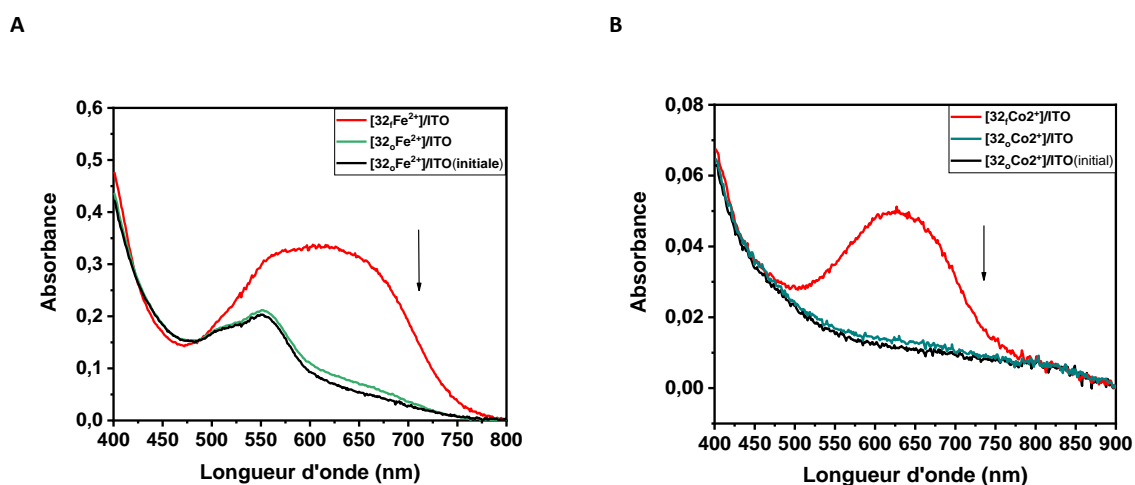 A
B
0,6
0,5
0,4
0,3
0,2
0,1
0,0
Absorbance
[32fFe²⁺]/ITO
[32oFe²⁺]/ITO
[32oFe²⁺]/ITO(initiale)
400 450 500 550 600 650 700 750 800
Longueur d'onde (nm)
0,08
0,06
0,04
0,02
0,00
Absorbance
[32fCo2⁺]/ITO
[32oCo2⁺]/ITO
[32oCo2⁺]/ITO(initial)
400 450 500 550 600 650 700 750 800 850 900
Longueur d'onde (nm)